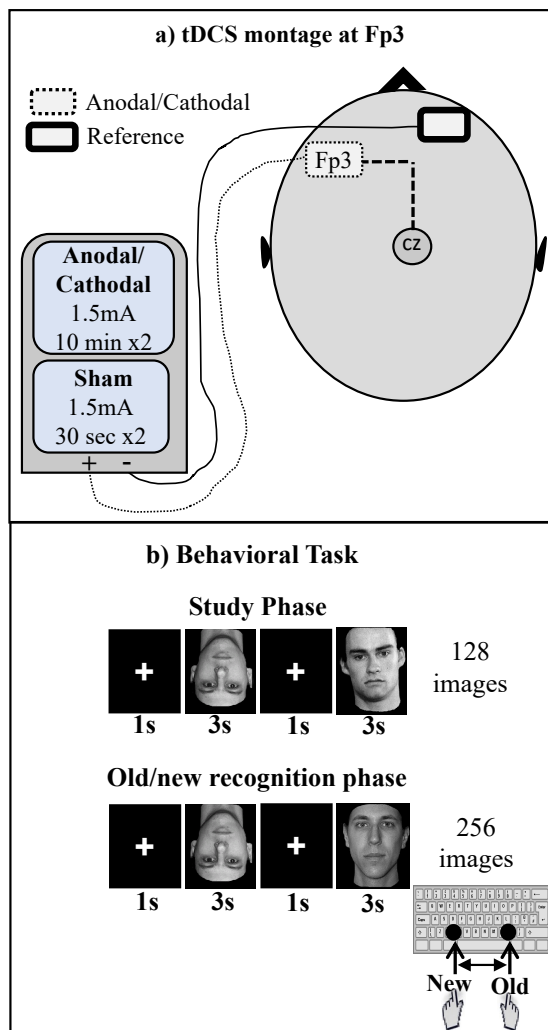 a) tDCS montage at Fp3
Anodal/Cathodal
Reference
Fp3
CZ
Anodal/
Cathodal
1.5mA
10 min x2
Sham
1.5mA
30 sec x2
+ -
b) Behavioral Task
Study Phase
128
images
1s 3s 1s 3s
Old/new recognition phase
256
images
1s 3s 1s 3s
New Old